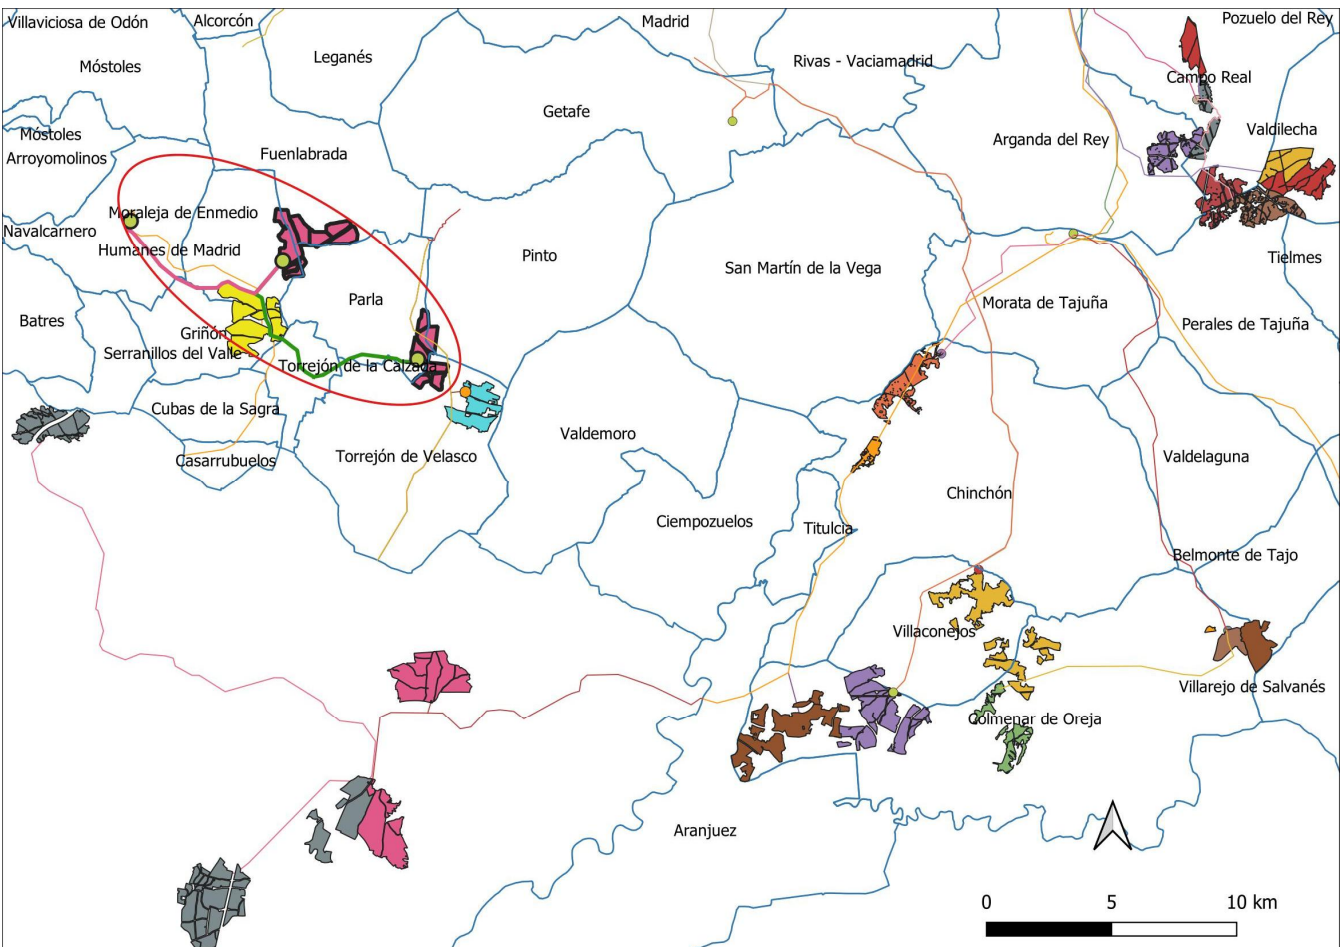 Villaviciosa de Odón
Alcorcón
Madrid
Pozuelo del Rey
Móstoles
Leganés
Rivas - Vaciamadrid
Campo Real
Getafe
Móstoles
Arroyomolinos
Fuenlabrada
Arganda del Rey
Valdilecha
Moraleja de Enmedio
Navalcarnero
Humanes de Madrid
Pinto
San Martín de la Vega
Tielmes
Parla
Morata de Tajuña
Batres
Griñón
Perales de Tajuña
Serranillos del Valle
Torrejón de la Calzada
Cubas de la Sagra
Valdemoro
Casarrubuelos
Torrejón de Velasco
Valdelaguna
Chinchón
Ciempozuelos
Titulcia
Belmonte de Tajo
Villaconejos
Villarejo de Salvanés
Colmenar de Oreja
Aranjuez
0 5 10 km